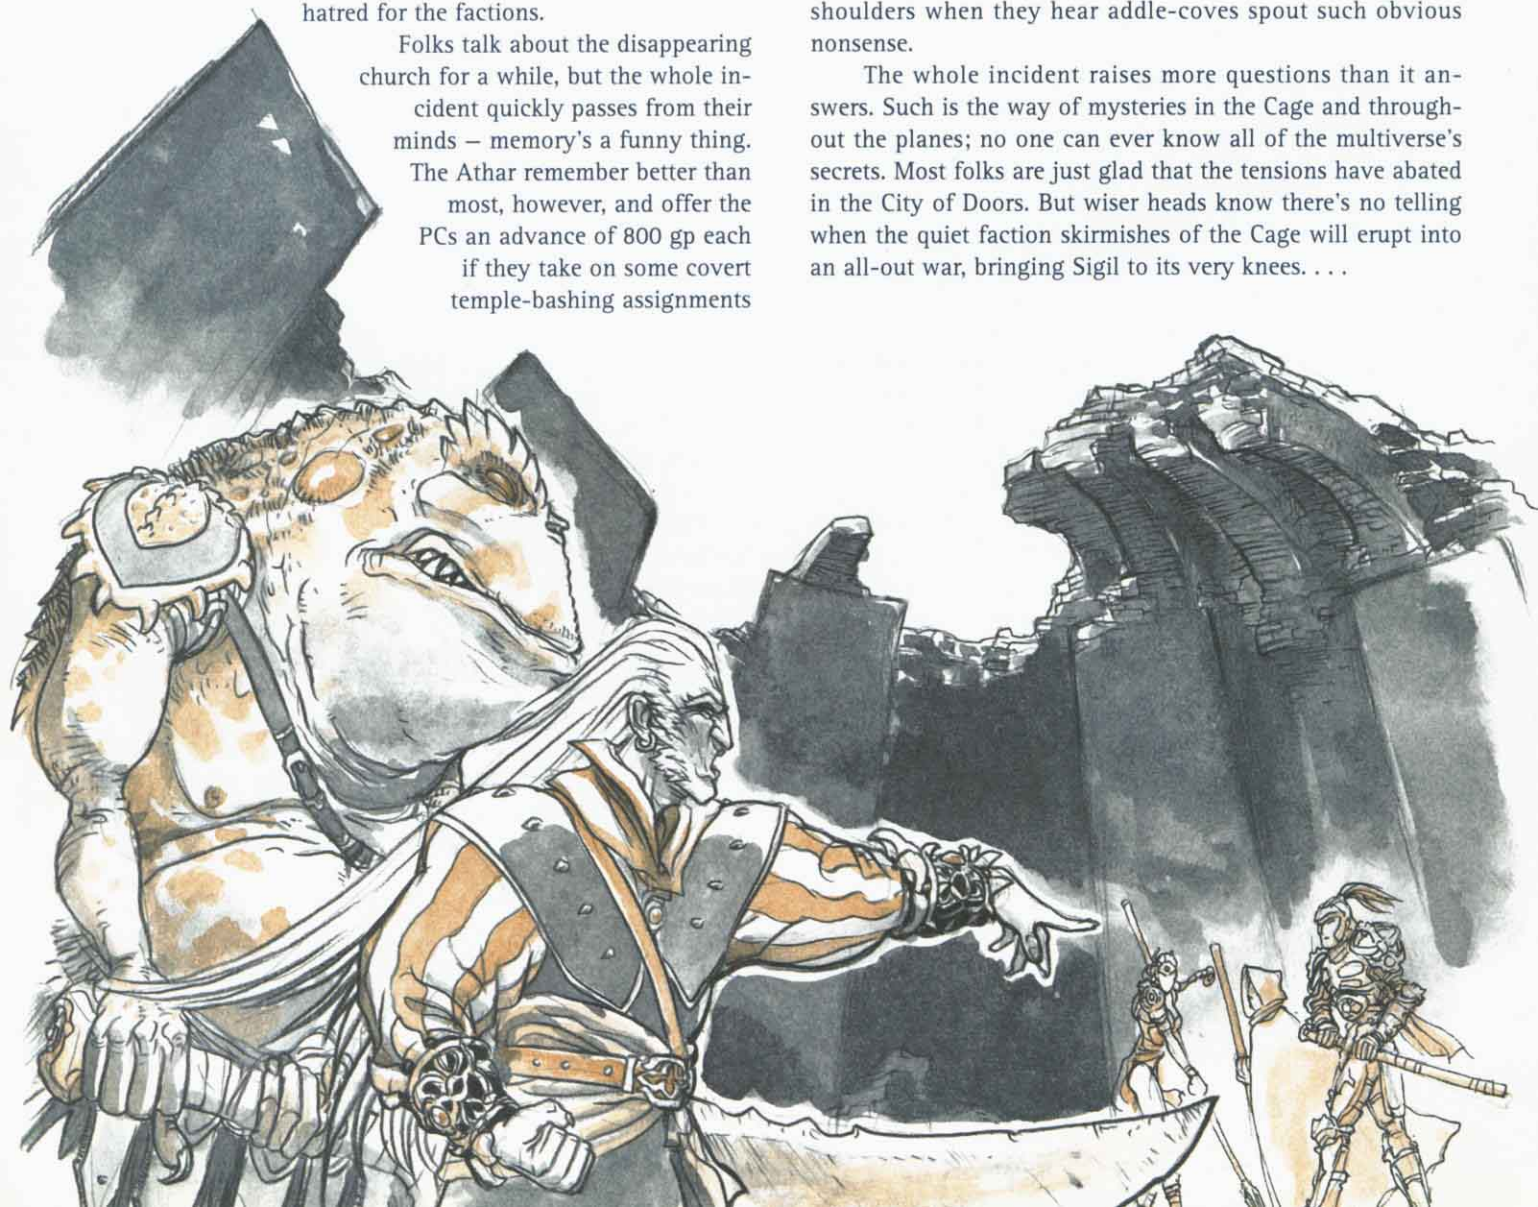 hatred for the factions.
Folks talk about the disappearing
church for a while, but the whole in-
cident quickly passes from their
minds – memory's a funny thing.
The Athar remember better than
most, however, and offer the
PCs an advance of 800 gp each
if they take on some covert
temple-bashing assignments
shoulders when they hear addle-coves spout such obvious
nonsense.
The whole incident raises more questions than it an-
swers. Such is the way of mysteries in the Cage and through-
out the planes; no one can ever know all of the multiverse's
secrets. Most folks are just glad that the tensions have abated
in the City of Doors. But wiser heads know there's no telling
when the quiet faction skirmishes of the Cage will erupt into
an all-out war, bringing Sigil to its very knees. . . .